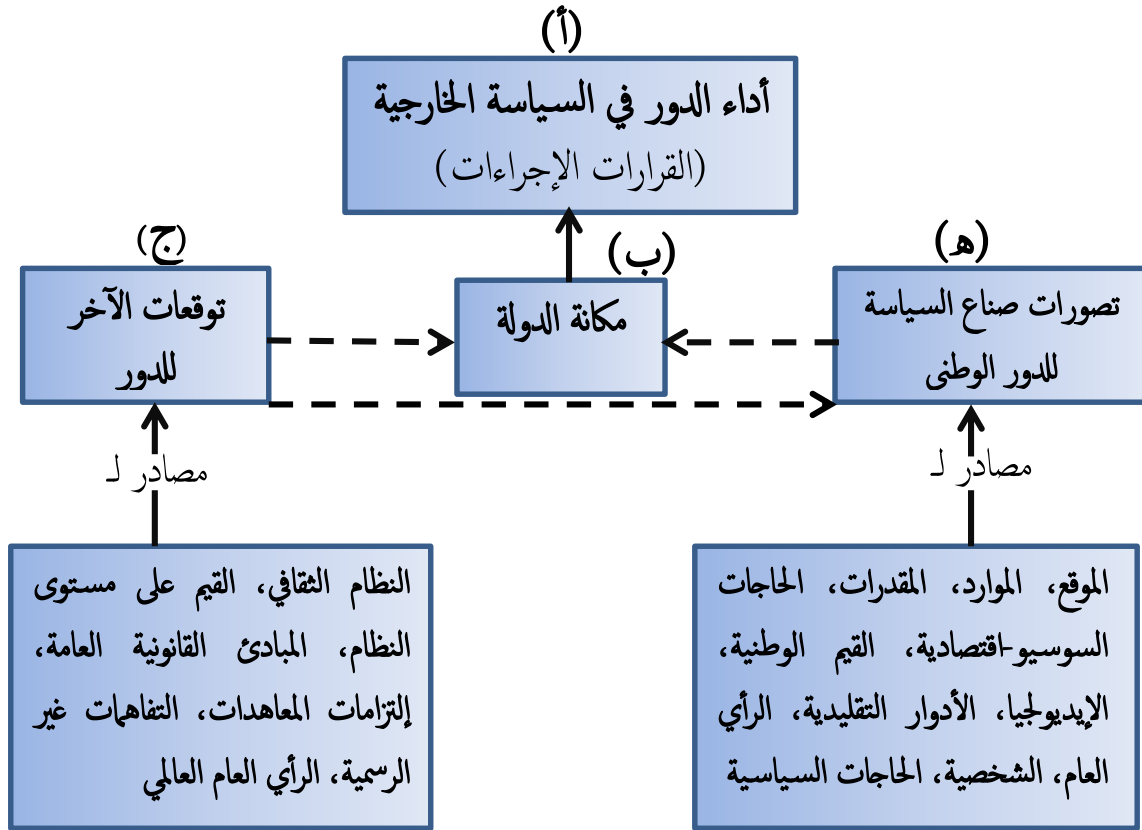 (أ)
أداء الدور في السياسة الخارجية
(القرارات الإجراءات)
(ه)
تصورات صناع السياسة
للدور الوطنى
(ب)
مكانة الدولة
(ج)
توقعات الآخر
للدور
مصادر لـ
مصادر لـ
الموقع، الموارد، المقدرات، الحاجات
السوسيو-اقتصادية، القيم الوطنية،
الإيديولجيا، الأدوار التقليدية، الرأي
العام، الشخصية، الحاجات السياسية
النظام الثقافي، القيم على مستوى
النظام، المبادئ القانونية العامة،
إلتزامات المعاهدات، التفاهمات غير
الرسمية، الرأي العام العالمي